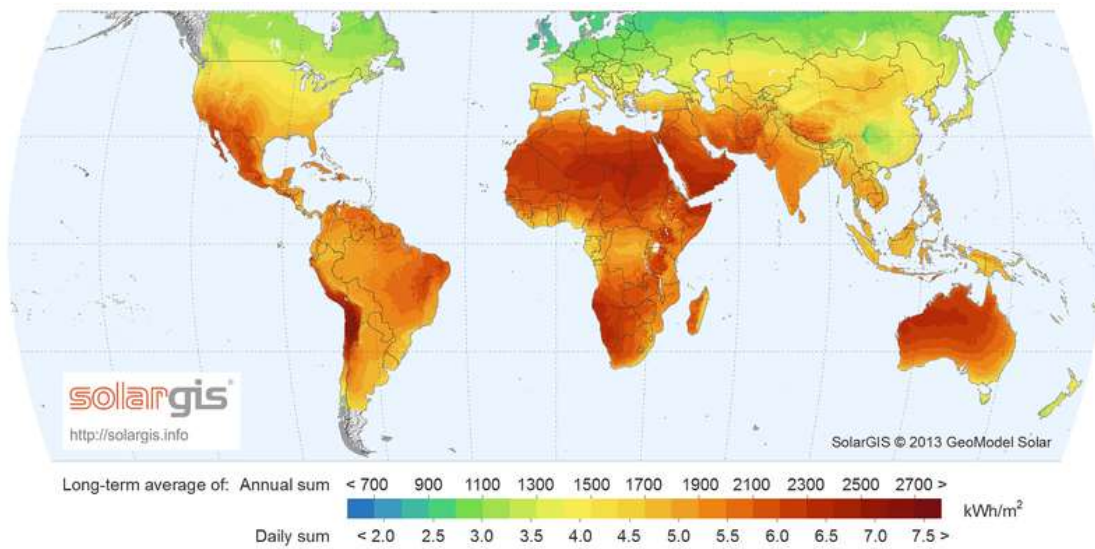 solargis®
http://solargis.info
SolarGIS © 2013 GeoModel Solar
Long-term average of: Annual sum < 700 900 1100 1300 1500 1700 1900 2100 2300 2500 2700 > kWh/m²
Daily sum < 2.0 2.5 3.0 3.5 4.0 4.5 5.0 5.5 6.0 6.5 7.0 7.5 >